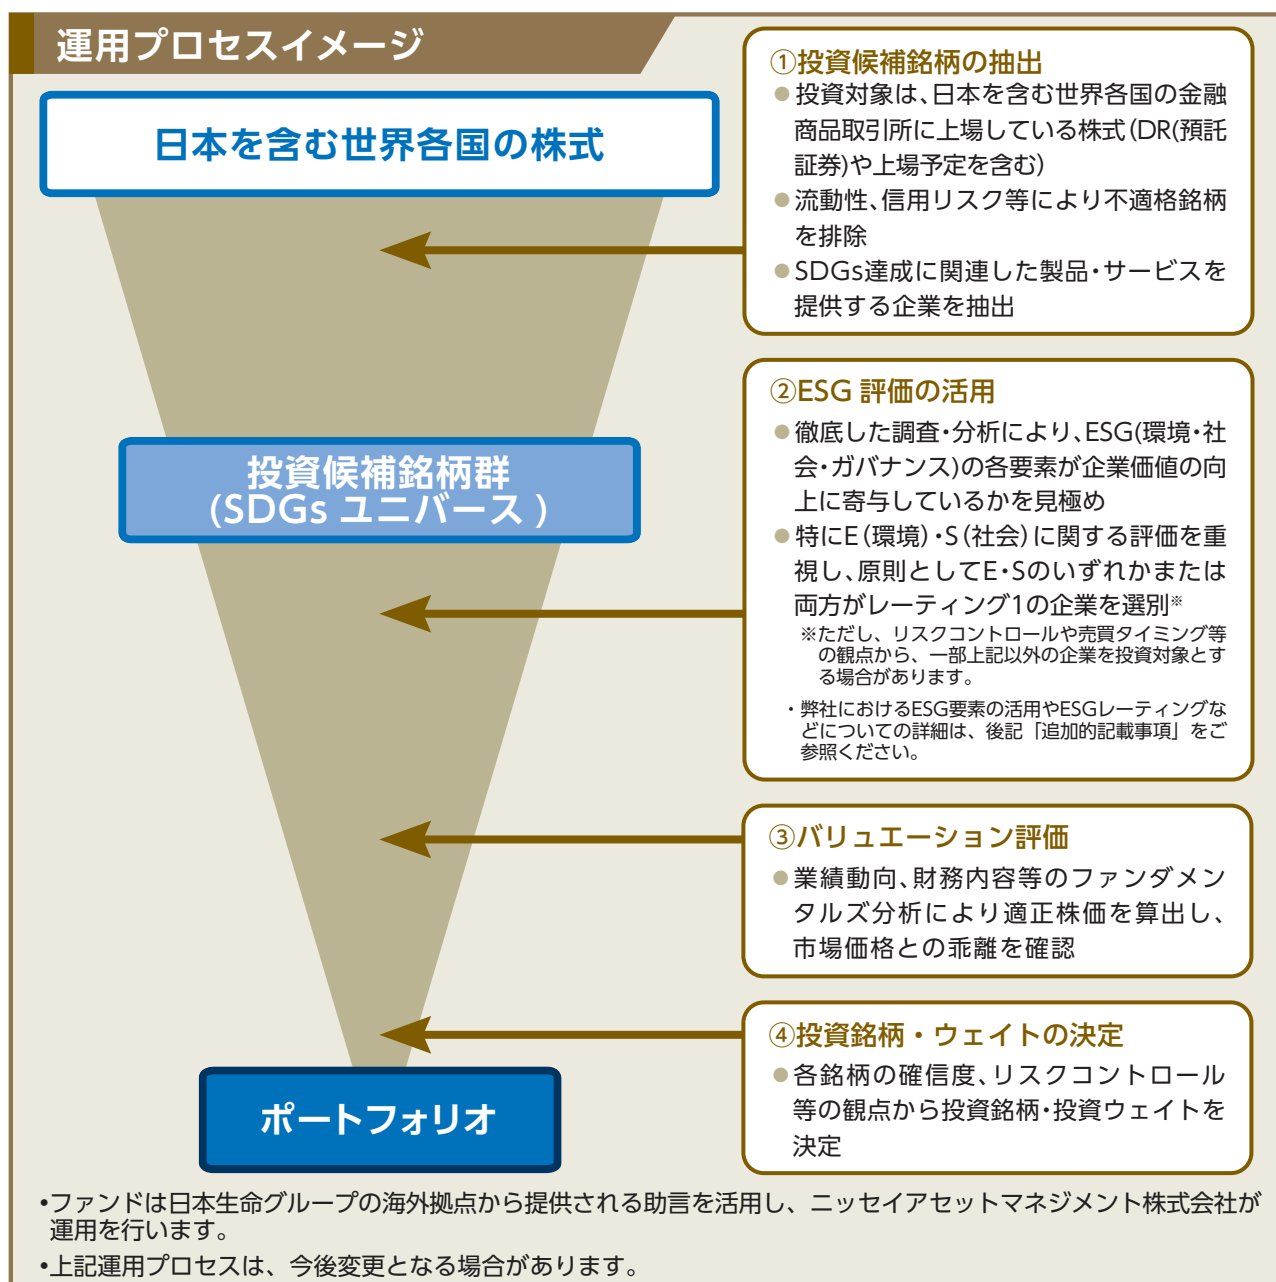 運用プロセスイメージ
日本を含む世界各国の株式
①投資候補銘柄の抽出
●投資対象は、日本を含む世界各国の金融
商品取引所に上場している株式(DR(預託
証券)や上場予定を含む)
●流動性、信用リスク等により不適格銘柄
を排除
●SDGs達成に関連した製品・サービスを
提供する企業を抽出
投資候補銘柄群
(SDGs ユニバース )
②ESG 評価の活用
●徹底した調査・分析により、ESG(環境・社
会・ガバナンス)の各要素が企業価値の向
上に寄与しているかを見極め
●特にE(環境)・S(社会)に関する評価を重
視し、原則としてE・Sのいずれかまたは
両方がレーティング1の企業を選別※
※ただし、リスクコントロールや売買タイミング等
の観点から、一部上記以外の企業を投資対象とす
る場合があります。
・弊社におけるESG要素の活用やESGレーティングな
どについての詳細は、後記「追加的記載事項」をご
参照ください。
③バリュエーション評価
●業績動向、財務内容等のファンダメン
タルズ分析により適正株価を算出し、
市場価格との乖離を確認
④投資銘柄・ウェイトの決定
●各銘柄の確信度、リスクコントロール
等の観点から投資銘柄・投資ウェイトを
決定
ポートフォリオ
•ファンドは日本生命グループの海外拠点から提供される助言を活用し、ニッセイアセットマネジメント株式会社が
運用を行います。
•上記運用プロセスは、今後変更となる場合があります。